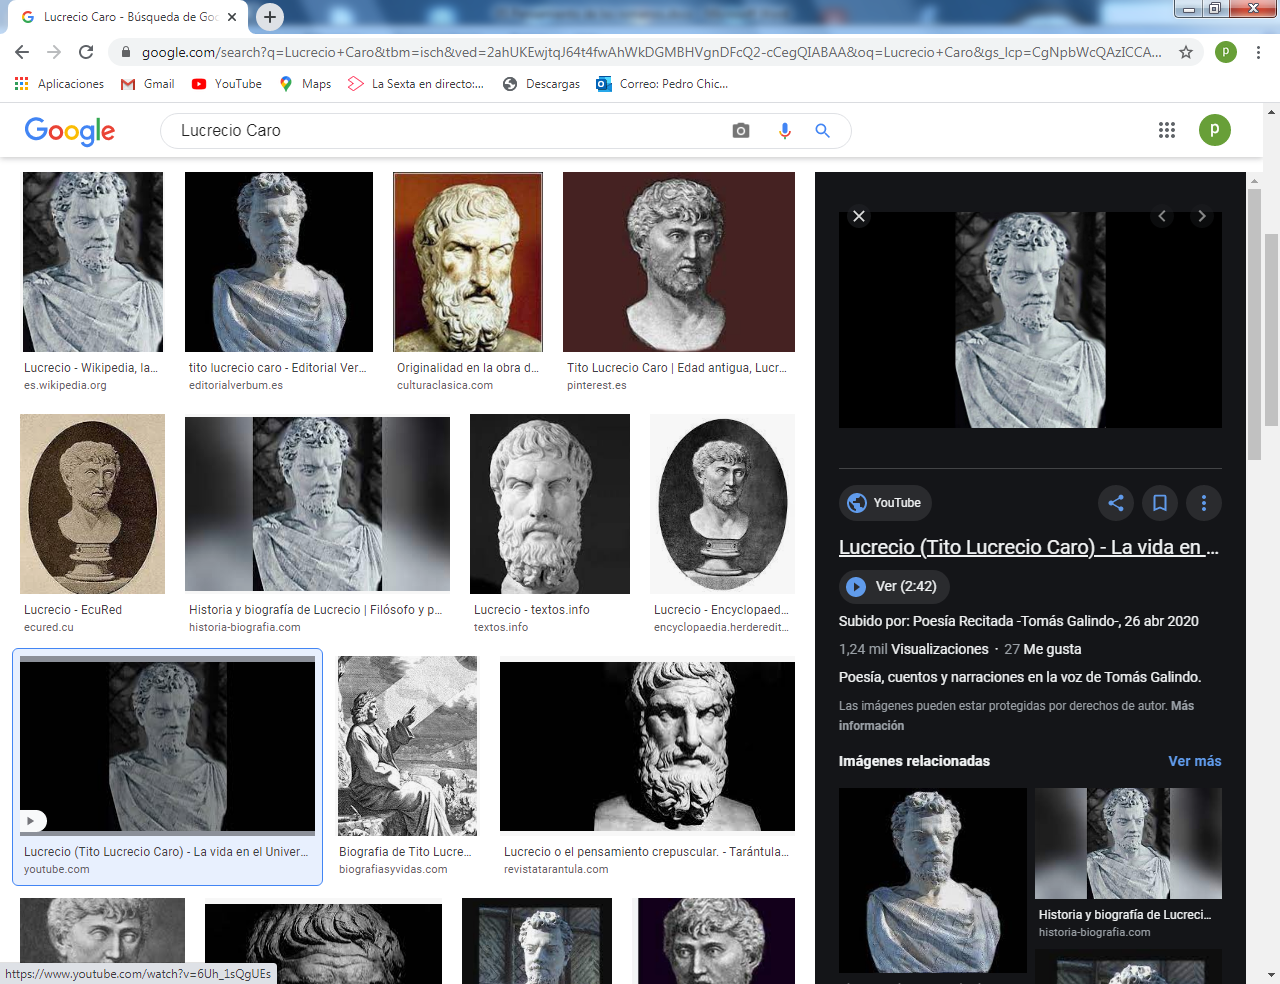 Lucrecio Caro - Búsqueda de Goo
google.com/search?q=Lucrecio+Caro&tbm=isch&ved=2ahUKEwjtqJ64t4fwAhWkDGMBHVgnDFcQ2-cCegQIABAA&oq=Lucrecio+Caro&gs_lcp=CgNpbWcQAzICCA...
p
Aplicaciones
Gmail
YouTube
Maps
La Sexta en directo:...
Descargas
Correo: Pedro Chic...
Google
Lucrecio Caro
p
Lucrecio - Wikipedia, la...
es.wikipedia.org
tito lucrecio caro - Editorial Ver...
editorialverbum.es
Originalidad en la obra d...
culturaclasica.com
Tito Lucrecio Caro | Edad antigua, Lucr...
pinterest.es
Lucrecio - EcuRed
ecured.cu
Historia y biografía de Lucrecio | Filósofo y p...
historia-biografia.com
Lucrecio - textos.info
textos.info
Lucrecio - Encyclopaed...
encyclopaedia.herderedit...
Lucrecio (Tito Lucrecio Caro) - La vida en el Univer...
youtube.com
Biografia de Tito Lucre...
biografiasyvidas.com
Lucrecio o el pensamiento crepuscular. - Tarántula...
revistatarantula.com
https://www.youtube.com/watch?v=6Uh_1sQgUEs
YouTube
Lucrecio (Tito Lucrecio Caro) - La vida en ...
Ver (2:42)
Subido por: Poesía Recitada -Tomás Galindo-, 26 abr 2020
1,24 mil Visualizaciones · 27 Me gusta
Poesía, cuentos y narraciones en la voz de Tomás Galindo.
Las imágenes pueden estar protegidas por derechos de autor. Más
información
Imágenes relacionadas
Ver más
Historia y biografía de Lucreci...
historia-biografia.com